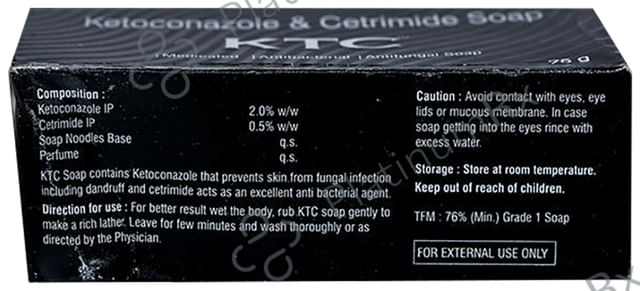 Ketoconazole & Cetrimide Soap
KTC
Medicated | Antibacterial | Antifungal Soap
75 g
Composition :
Ketoconazole IP 2.0% w/w
Cetrimide IP 0.5% w/w
Soap Noodles Base q.s.
Perfume q.s.
KTC Soap contains Ketoconazole that prevents skin from fungal infection
including dandruff and cetrimide acts as an excellent anti bacterial agent.
Direction for use : For better result wet the body, rub KTC soap gently to
make a rich lather. Leave for few minutes and wash thoroughly or as
directed by the Physician.
Caution : Avoid contact with eyes, eye
lids or mucous membrane. In case
soap getting into the eyes rinse with
excess water.
Storage : Store at room temperature.
Keep out of reach of children.
TFM : 76% (Min.) Grade 1 Soap
FOR EXTERNAL USE ONLY
PlatinumRx